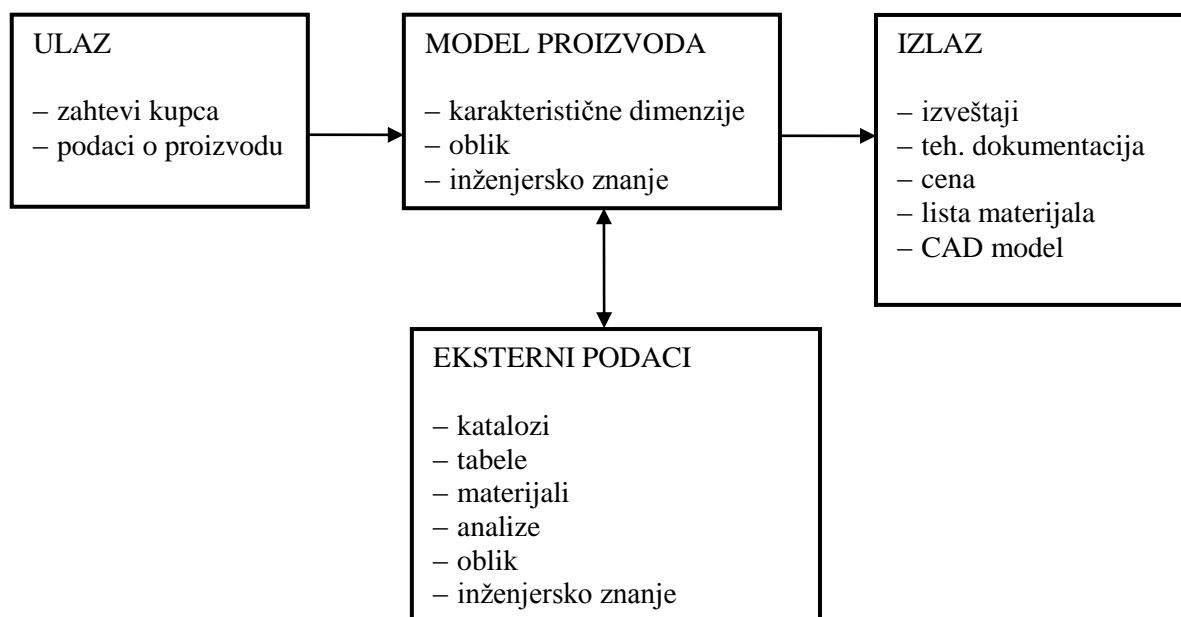 ULAZ
– zahtevi kupca
– podaci o proizvodu
MODEL PROIZVODA
– karakteristične dimenzije
– oblik
– inženjersko znanje
IZLAZ
– izveštaji
– teh. dokumentacija
– cena
– lista materijala
– CAD model
EKSTERNI PODACI
– katalozi
– tabele
– materijali
– analize
– oblik
– inženjersko znanje